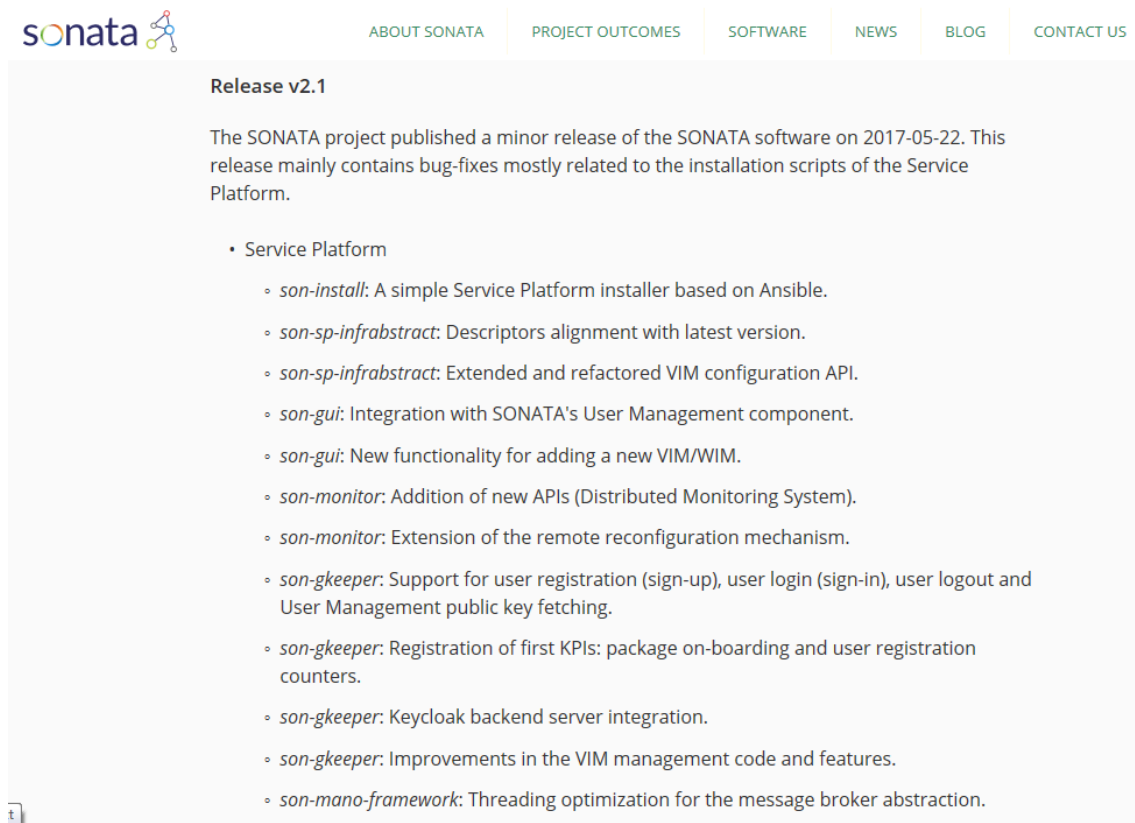 sonata
ABOUT SONATA PROJECT OUTCOMES SOFTWARE NEWS BLOG CONTACT US
Release v2.1
The SONATA project published a minor release of the SONATA software on 2017-05-22. This
release mainly contains bug-fixes mostly related to the installation scripts of the Service
Platform.
• Service Platform
◦ son-install: A simple Service Platform installer based on Ansible.
◦ son-sp-infrabstract: Descriptors alignment with latest version.
◦ son-sp-infrabstract: Extended and refactored VIM configuration API.
◦ son-gui: Integration with SONATA's User Management component.
◦ son-gui: New functionality for adding a new VIM/WIM.
◦ son-monitor: Addition of new APIs (Distributed Monitoring System).
◦ son-monitor: Extension of the remote reconfiguration mechanism.
◦ son-gkeeper: Support for user registration (sign-up), user login (sign-in), user logout and
User Management public key fetching.
◦ son-gkeeper: Registration of first KPIs: package on-boarding and user registration
counters.
◦ son-gkeeper: Keycloak backend server integration.
◦ son-gkeeper: Improvements in the VIM management code and features.
◦ son-mano-framework: Threading optimization for the message broker abstraction.